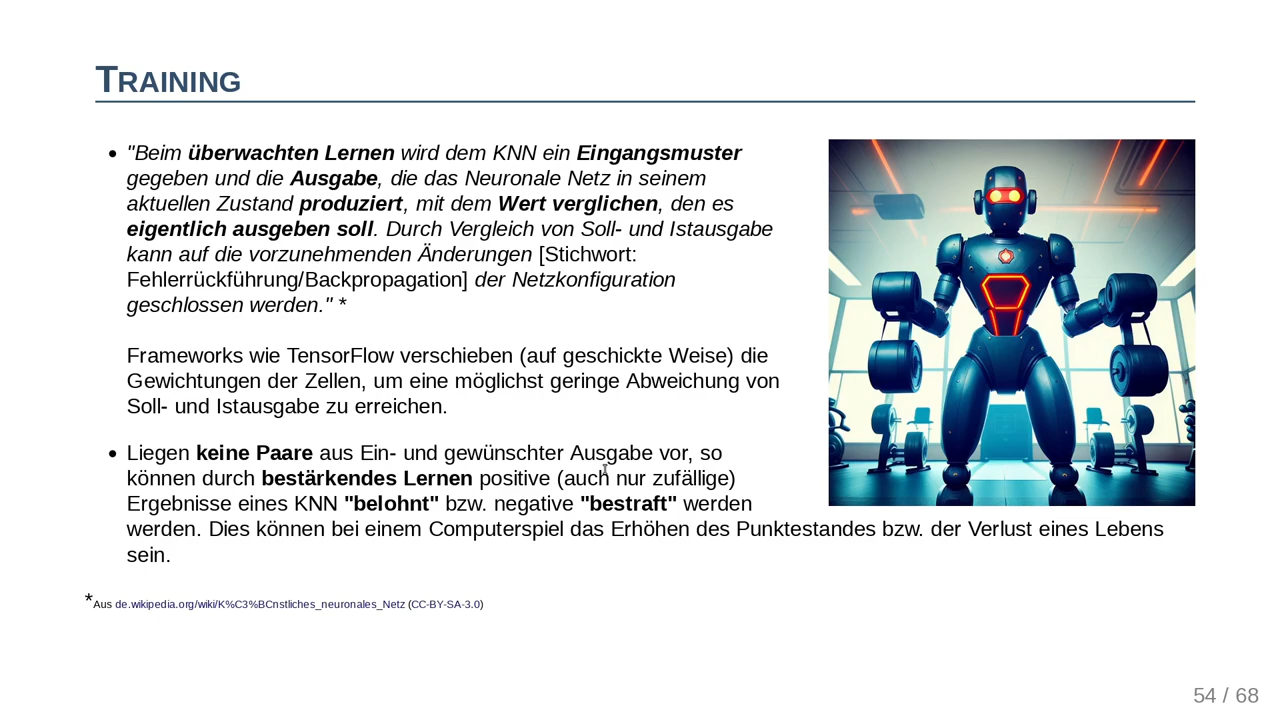 TRAINING
• "Beim überwachten Lernen wird dem KNN ein Eingangsmuster
gegeben und die Ausgabe, die das Neuronale Netz in seinem
aktuellen Zustand produziert, mit dem Wert verglichen, den es
eigentlich ausgeben soll. Durch Vergleich von Soll- und Istausgabe
kann auf die vorzunehmenden Änderungen [Stichwort:
Fehlerrückführung/Backpropagation] der Netzkonfiguration
geschlossen werden." *
Frameworks wie TensorFlow verschieben (auf geschickte Weise) die
Gewichtungen der Zellen, um eine möglichst geringe Abweichung von
Soll- und Istausgabe zu erreichen.
• Liegen keine Paare aus Ein- und gewünschter Ausgabe vor, so
können durch bestärkendes Lernen positive (auch nur zufällige)
Ergebnisse eines KNN "belohnt" bzw. negative "bestraft" werden
werden. Dies können bei einem Computerspiel das Erhöhen des Punktestandes bzw. der Verlust eines Lebens
sein.
*Aus de.wikipedia.org/wiki/K%C3%BCnstliches_neuronales_Netz (CC-BY-SA-3.0)
54 / 68